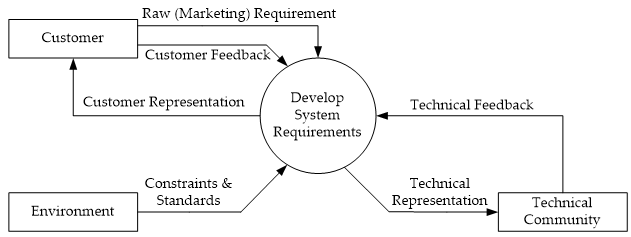 Raw (Marketing) Requirement
Customer
Customer Feedback
Customer Representation
Develop
System
Requirements
Technical Feedback
Constraints &
Standards
Technical
Representation
Environment
Technical
Community